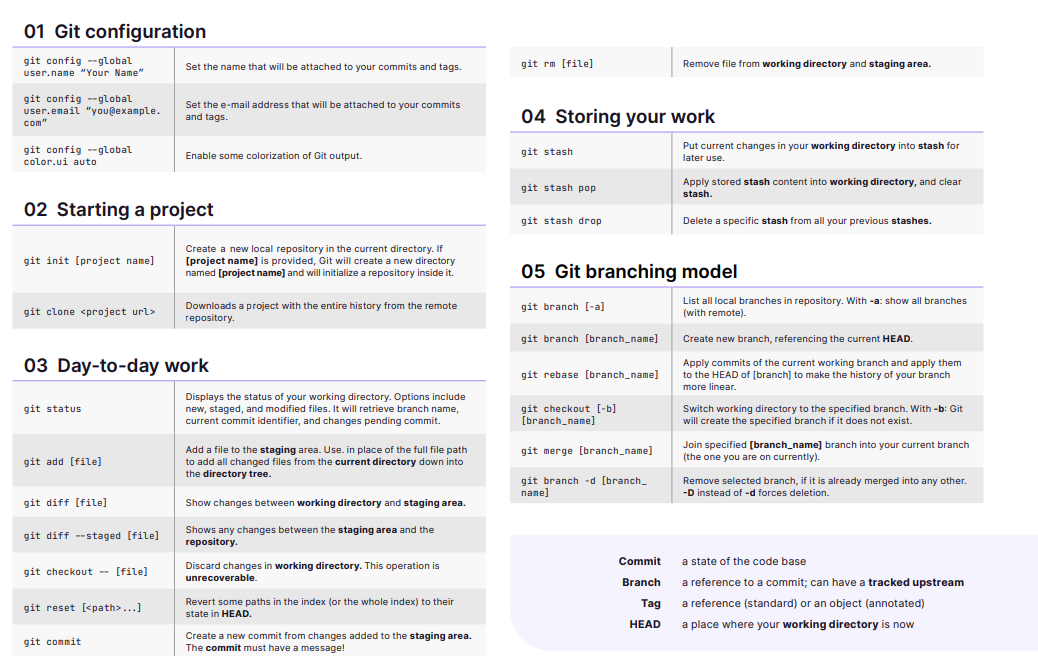 01 Git configuration
git config --global
user.name “Your Name”
Set the name that will be attached to your commits and tags.
git config --global
user.email “you@example.
com”
Set the e-mail address that will be attached to your commits
and tags.
git config --global
color.ui auto
Enable some colorization of Git output.
02 Starting a project
git init [project name]
Create a new local repository in the current directory. If
[project name] is provided, Git will create a new directory
named [project name] and will initialize a repository inside it.
git clone <project url>
Downloads a project with the entire history from the remote
repository.
03 Day-to-day work
git status
Displays the status of your working directory. Options include
new, staged, and modified files. It will retrieve branch name,
current commit identifier, and changes pending commit.
git add [file]
Add a file to the staging area. Use. in place of the full file path
to add all changed files from the current directory down into
the directory tree.
git diff [file]
Show changes between working directory and staging area.
git diff --staged [file]
Shows any changes between the staging area and the
repository.
git checkout -- [file]
Discard changes in working directory. This operation is
unrecoverable.
git reset [<path>...]
Revert some paths in the index (or the whole index) to their
state in HEAD.
git commit
Create a new commit from changes added to the staging area.
The commit must have a message!
git rm [file]
Remove file from working directory and staging area.
04 Storing your work
git stash
Put current changes in your working directory into stash for
later use.
git stash pop
Apply stored stash content into working directory, and clear
stash.
git stash drop
Delete a specific stash from all your previous stashes.
05 Git branching model
git branch [-a]
List all local branches in repository. With -a: show all branches
(with remote).
git branch [branch_name]
Create new branch, referencing the current HEAD.
git rebase [branch_name]
Apply commits of the current working branch and apply them
to the HEAD of [branch] to make the history of your branch
more linear.
git checkout [-b]
[branch_name]
Switch working directory to the specified branch. With -b: Git
will create the specified branch if it does not exist.
git merge [branch_name]
Join specified [branch_name] branch into your current branch
(the one you are on currently).
git branch -d [branch_
name]
Remove selected branch, if it is already merged into any other.
-D instead of -d forces deletion.
Commit a state of the code base
Branch a reference to a commit; can have a tracked upstream
Tag a reference (standard) or an object (annotated)
HEAD a place where your working directory is now